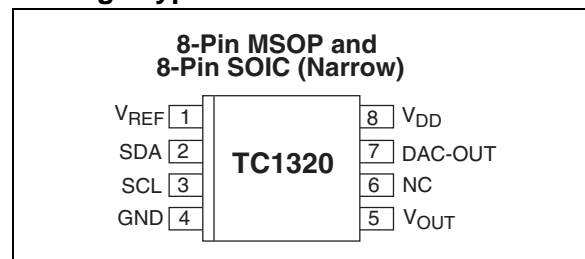 8-Pin MSOP and
8-Pin SOIC (Narrow)
VREF 1
SDA 2
SCL 3
GND 4
TC1320
8 VDD
7 DAC-OUT
6 NC
5 VOUT